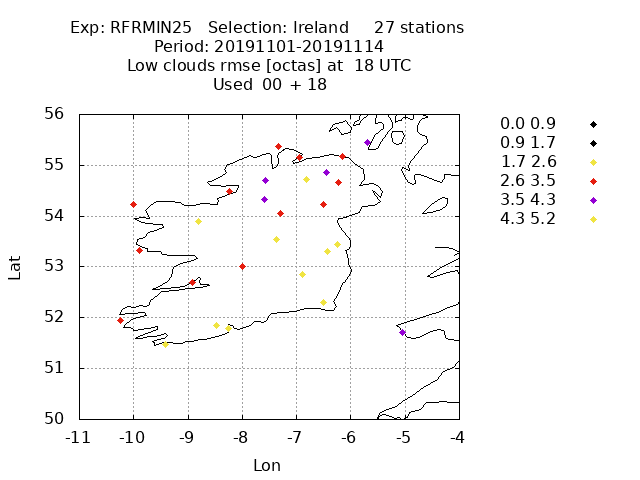 Exp: RFRMIN25   Selection: Ireland     27 stations
Period: 20191101-20191114
Low clouds rmse [octas] at  18 UTC
Used  00 + 18
56
55
54
53
52
51
50
-11 -10 -9 -8 -7 -6 -5 -4
Lat
Lon
0.0 0.9
0.9 1.7
1.7 2.6
2.6 3.5
3.5 4.3
4.3 5.2